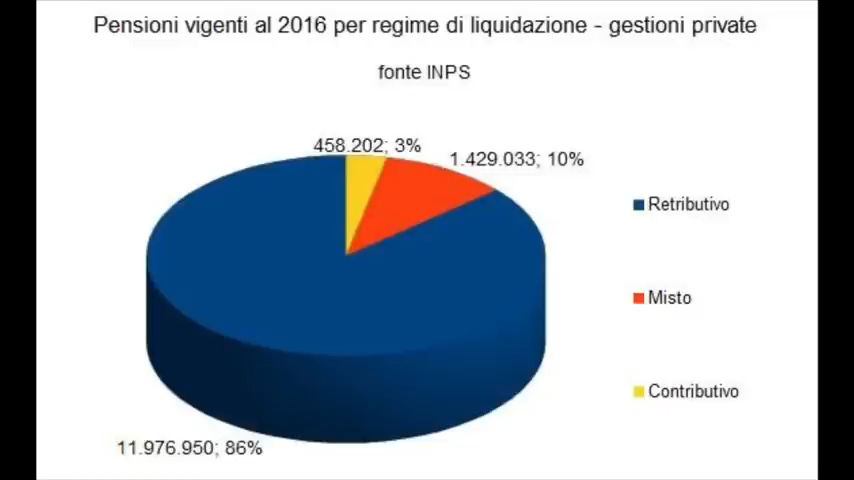 Pensioni vigenti al 2016 per regime di liquidazione - gestioni private
fonte INPS
458.202; 3%
1.429.033; 10%
Retributivo
Misto
Contributivo
11.976.950; 86%